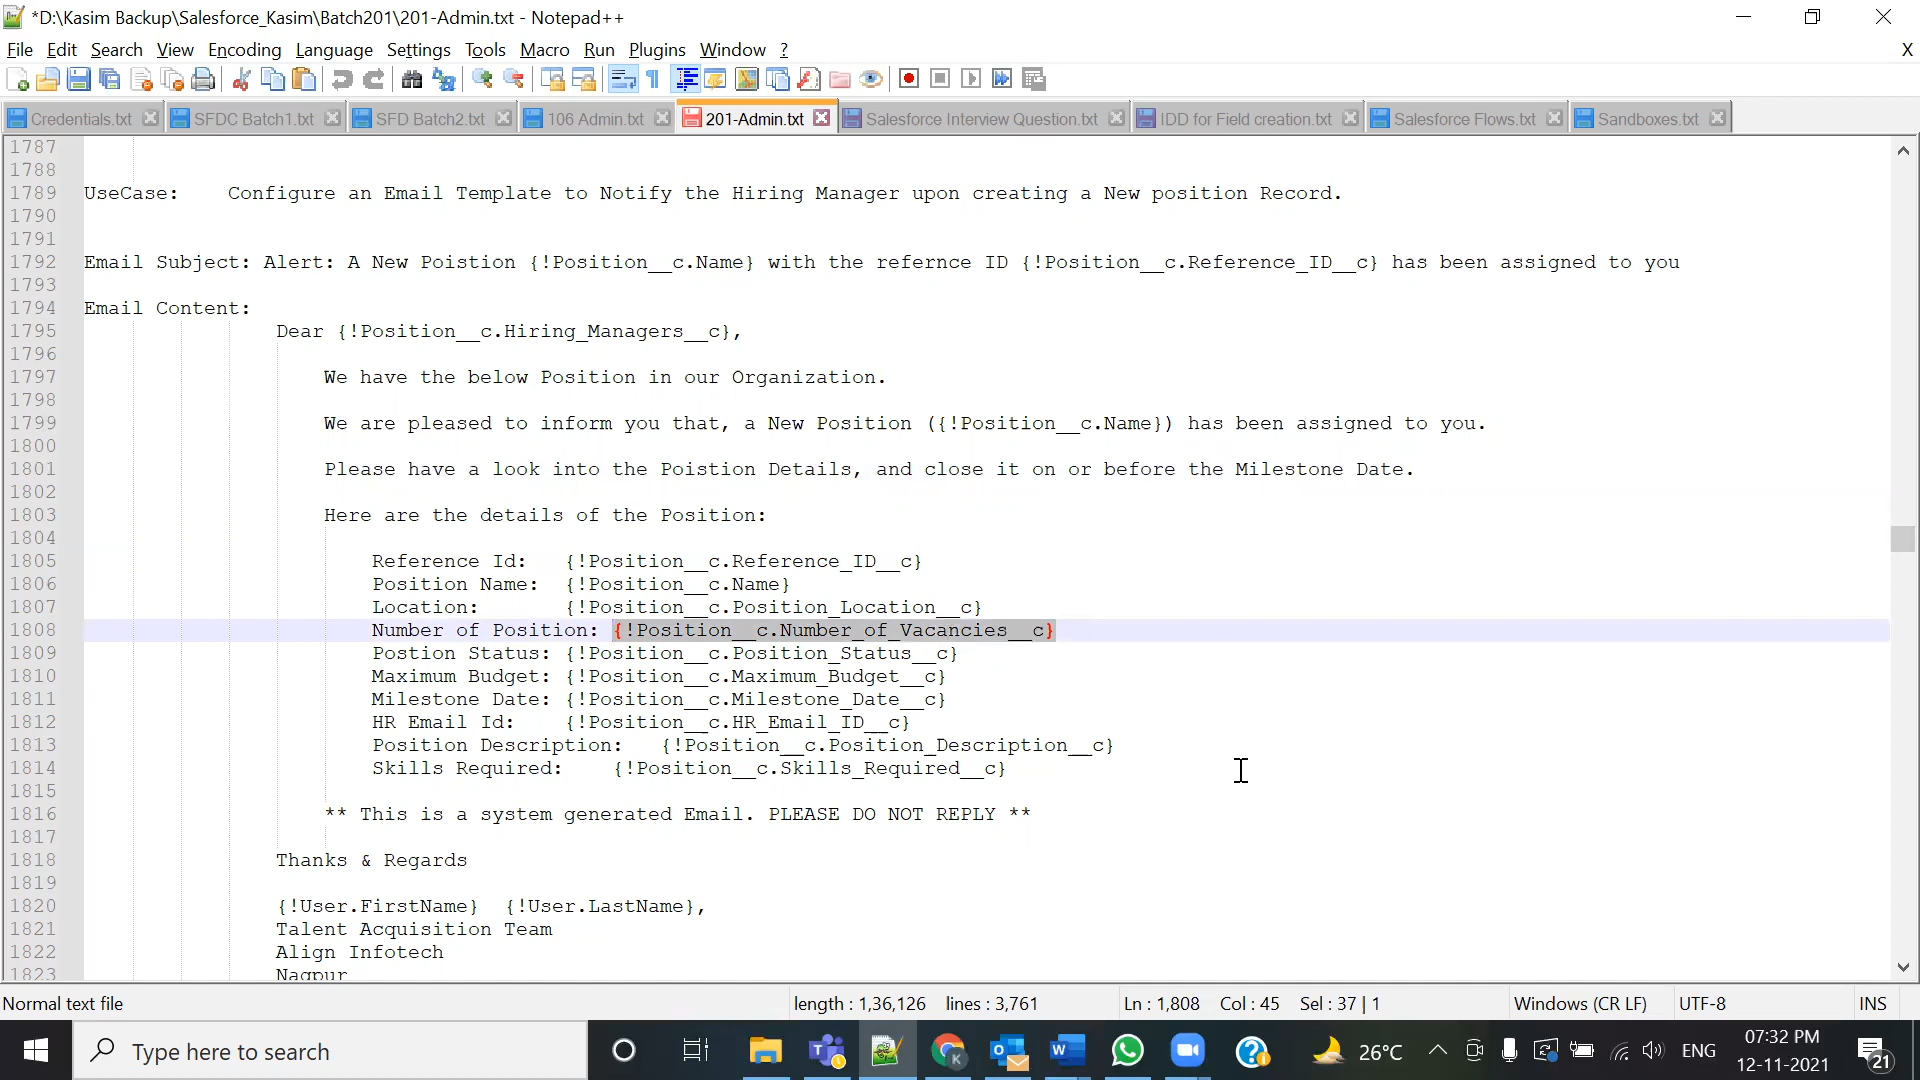 *D:\Kasim Backup\Salesforce_Kasim\Batch201\201-Admin.txt - Notepad++
File Edit Search View Encoding Language Settings Tools Macro Run Plugins Window ? X
Credentials.txt SFDC Batch1.txt SFD Batch2.txt 106 Admin.txt 201-Admin.txt Salesforce Interview Question.txt IDD for Field creation.txt Salesforce Flows.txt Sandboxes.txt
1787
1788
1789 UseCase: Configure an Email Template to Notify the Hiring Manager upon creating a New position Record.
1790
1791
1792 Email Subject: Alert: A New Poistion {!Position__c.Name} with the refernce ID {!Position__c.Reference_ID__c} has been assigned to you
1793
1794 Email Content:
1795 Dear {!Position__c.Hiring_Managers__c},
1796
1797 We have the below Position in our Organization.
1798
1799 We are pleased to inform you that, a New Position ({!Position__c.Name}) has been assigned to you.
1800
1801 Please have a look into the Poistion Details, and close it on or before the Milestone Date.
1802
1803 Here are the details of the Position:
1804
1805 Reference Id: {!Position__c.Reference_ID__c}
1806 Position Name: {!Position__c.Name}
1807 Location: {!Position__c.Position_Location__c}
1808 Number of Position: {!Position__c.Number_of_Vacancies__c}
1809 Postion Status: {!Position__c.Position_Status__c}
1810 Maximum Budget: {!Position__c.Maximum_Budget__c}
1811 Milestone Date: {!Position__c.Milestone_Date__c}
1812 HR Email Id: {!Position__c.HR_Email_ID__c}
1813 Position Description: {!Position__c.Position_Description__c}
1814 Skills Required: {!Position__c.Skills_Required__c}
1815
1816 ** This is a system generated Email. PLEASE DO NOT REPLY **
1817
1818 Thanks & Regards
1819
1820 {!User.FirstName} {!User.LastName},
1821 Talent Acquisition Team
1822 Align Infotech
1823 Nagpur
Normal text file length : 1,36,126 lines : 3,761 Ln : 1,808 Col : 45 Sel : 37 | 1 Windows (CR LF) UTF-8 INS
Type here to search 26°C ENG 07:32 PM
12-11-2021 21